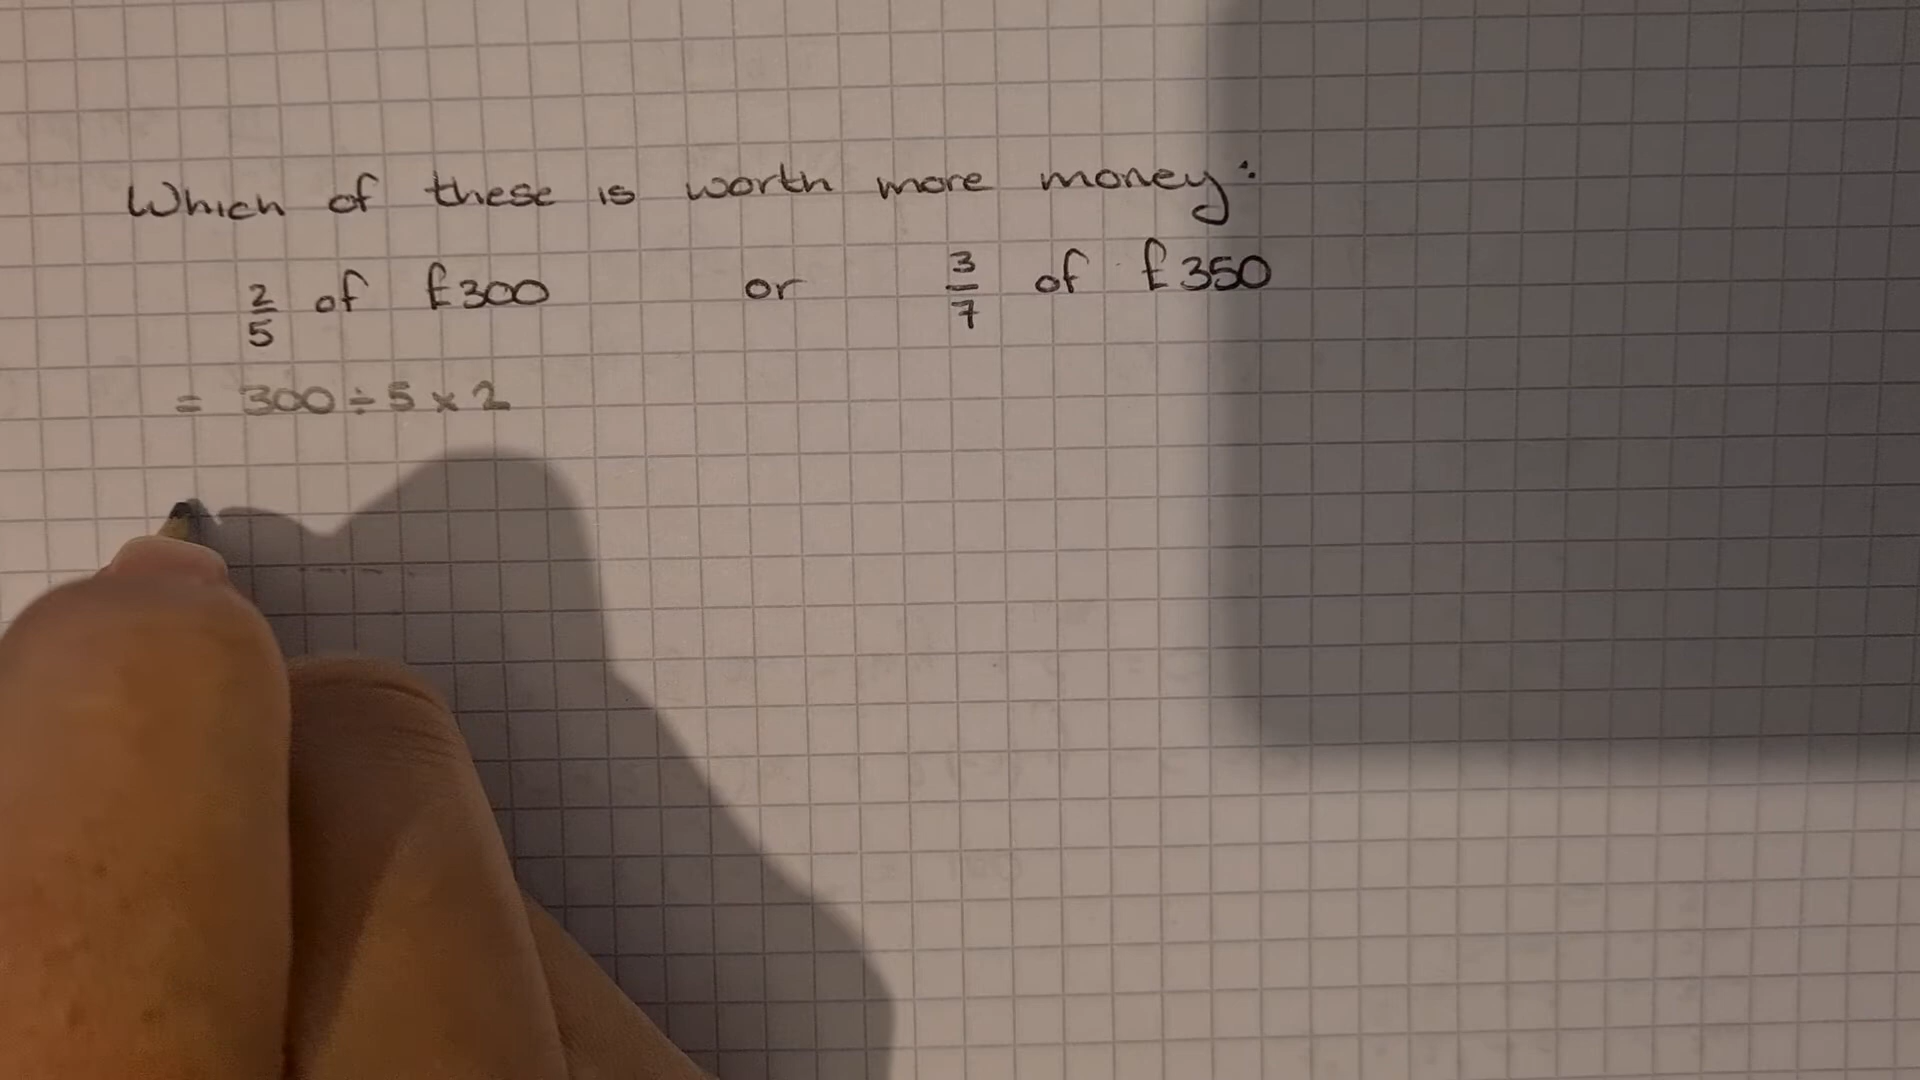 Which of these is worth more money:
2/5 of £300 or 3/7 of £350
= 300 ÷ 5 × 2